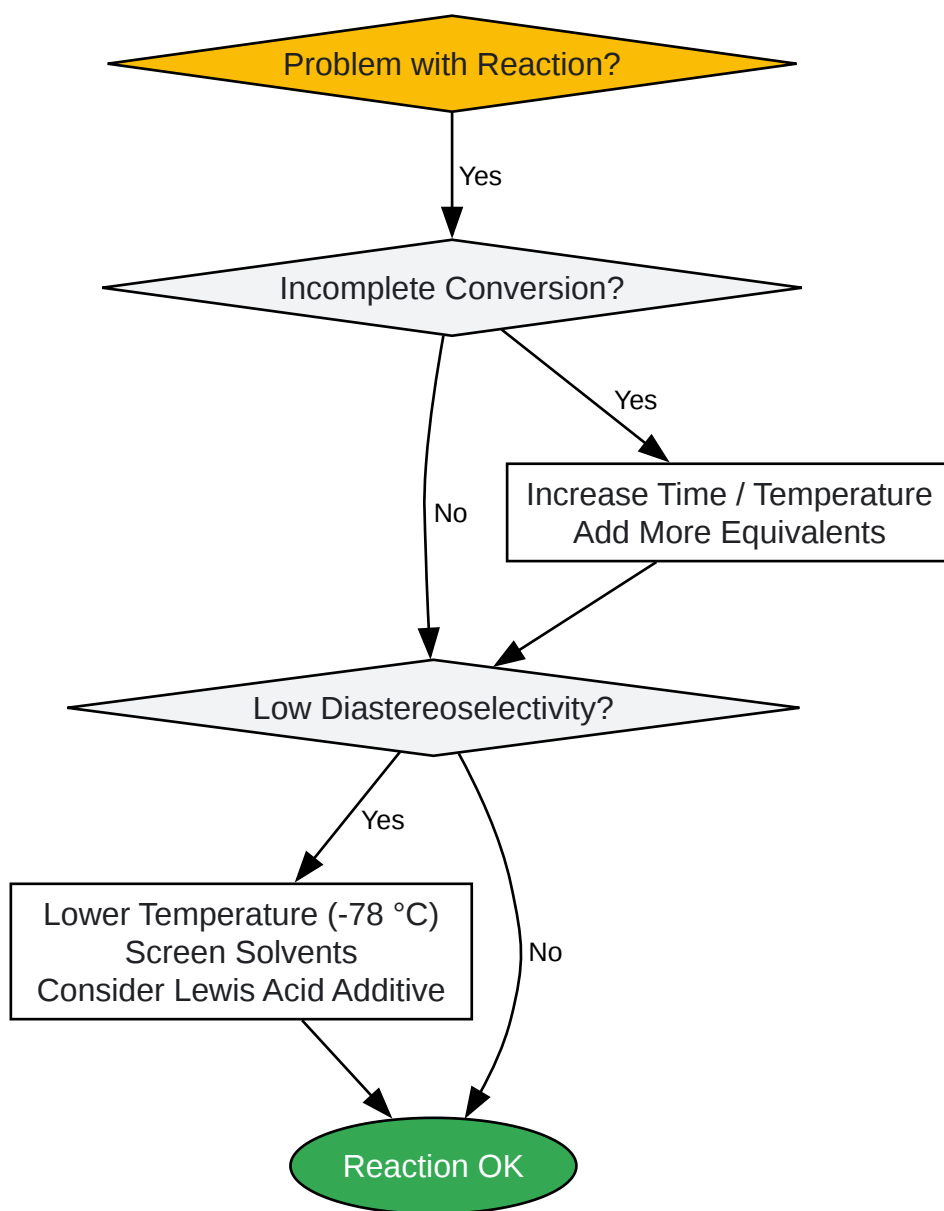 Problem with Reaction?
Yes
Incomplete Conversion?
Yes
Increase Time / Temperature
Add More Equivalents
No
Low Diastereoselectivity?
Yes
Lower Temperature (-78 °C)
Screen Solvents
Consider Lewis Acid Additive
No
Reaction OK